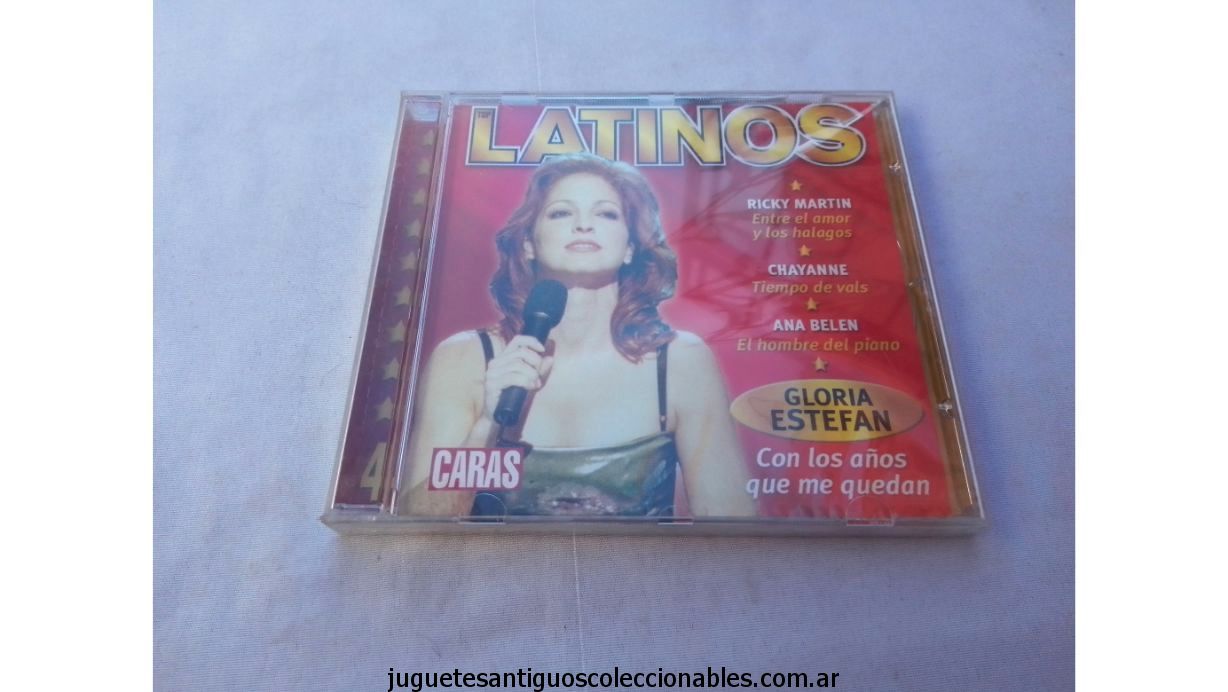 TOP
LATINOS
RICKY MARTIN
Entre el amor
y los halagos
CHAYANNE
Tiempo de vals
ANA BELEN
El hombre del piano
GLORIA
ESTEFAN
Con los años
que me quedan
CARAS
4
juguetesantiguoscoleccionables.com.ar